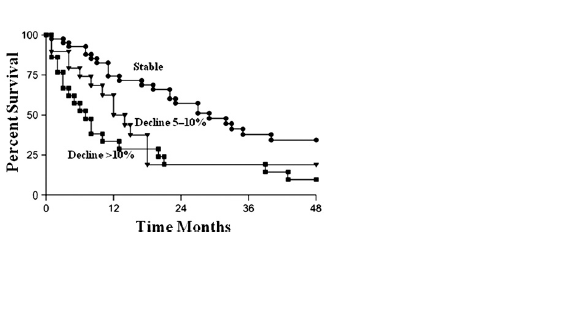 Percent Survival
100
75
50
25
0
Stable
Decline 5–10%
Decline >10%
0 12 24 36 48
Time Months